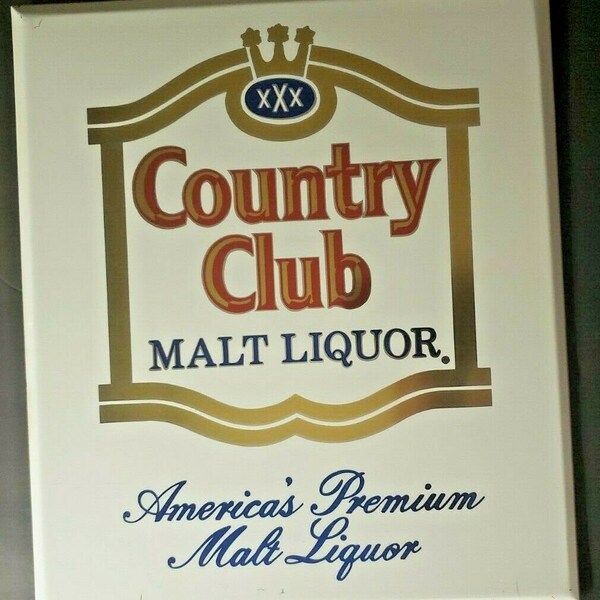 xXx
Country
Club
MALT LIQUOR.
America's Premium
Malt Liquor